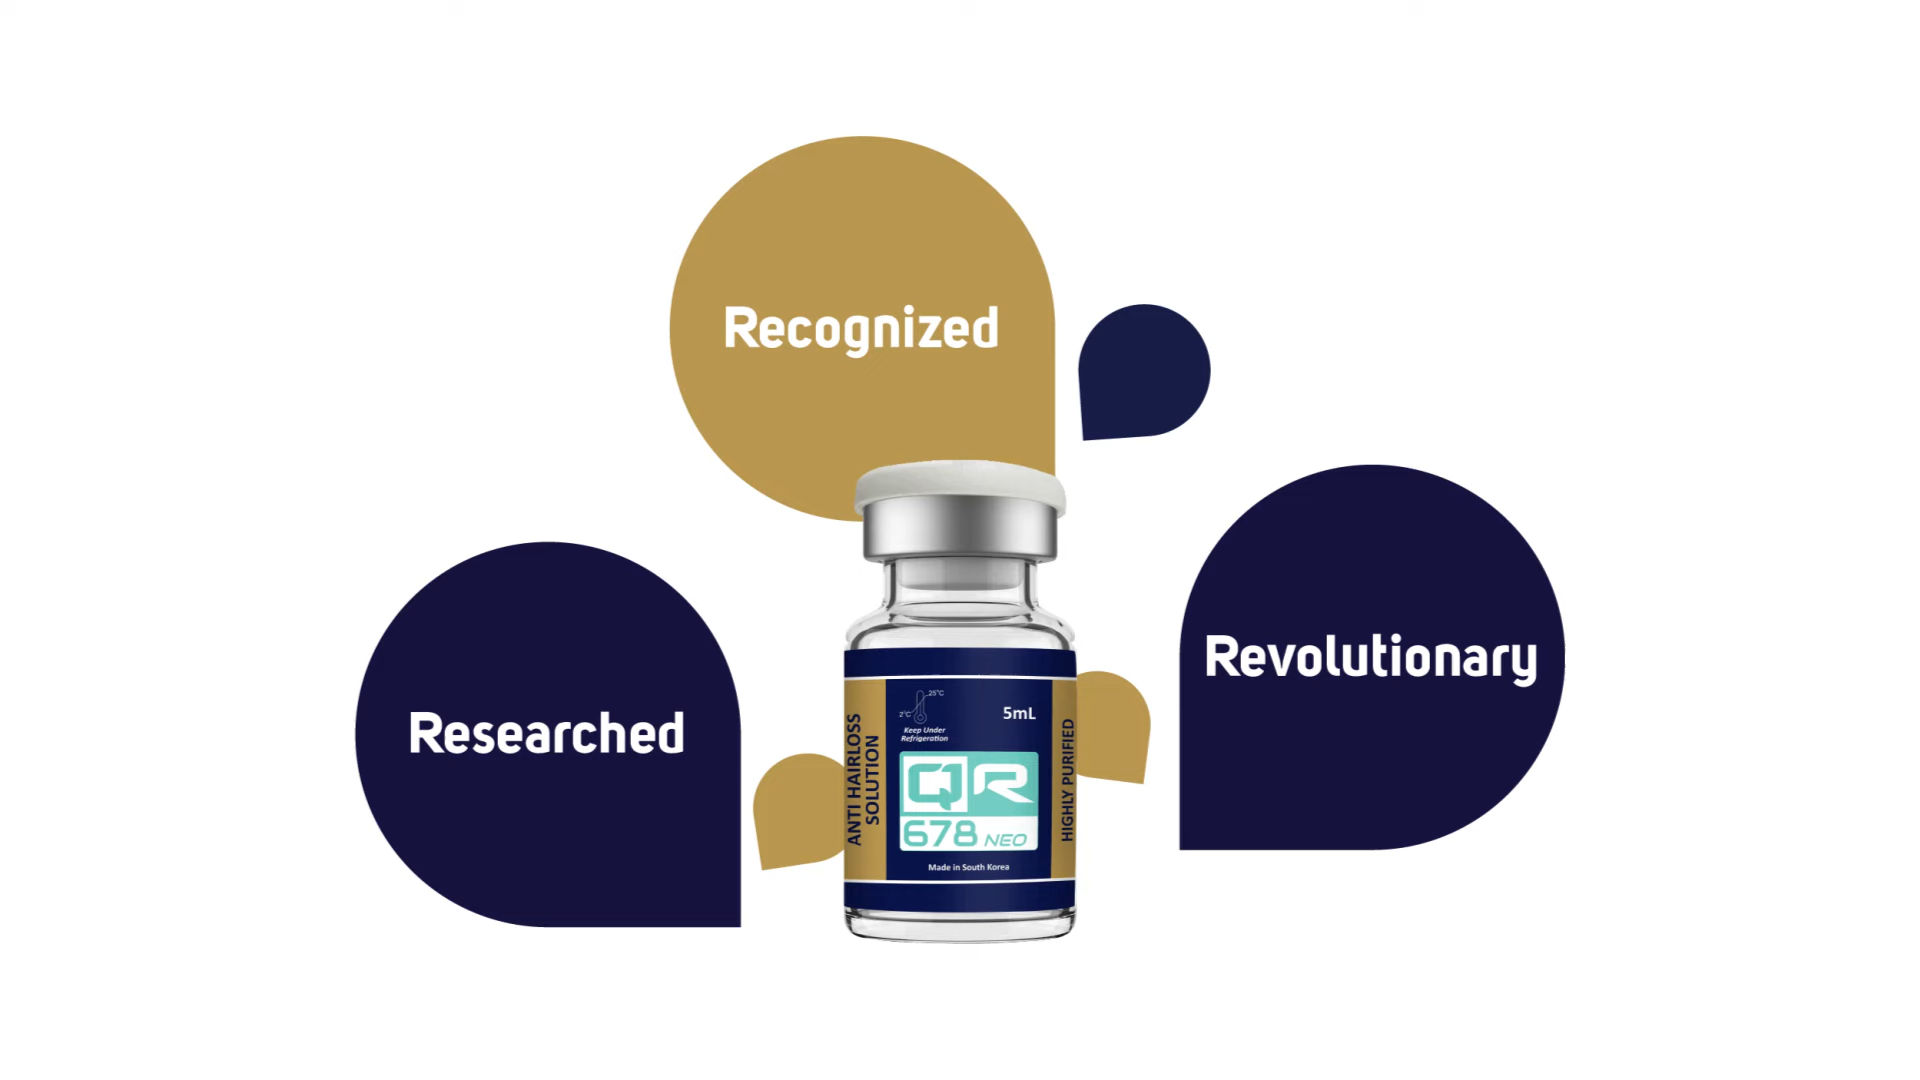 Recognized
Revolutionary
Researched
25°C
2°C
Keep Under
Refrigeration
5mL
ANTI HAIRLOSS
SOLUTION
HIGHLY PURIFIED
QR
678 NEO
Made in South Korea